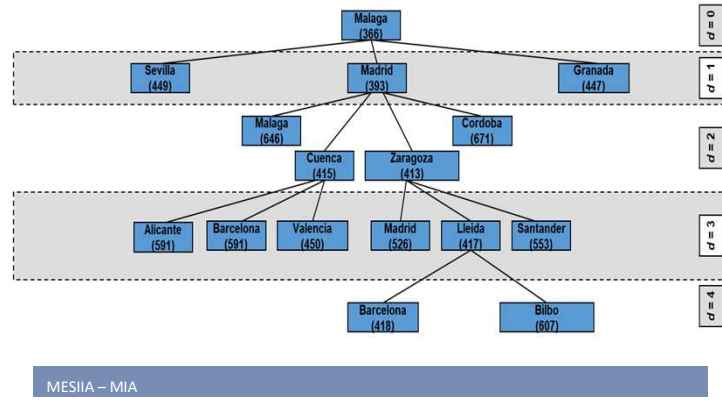 Malaga
(366)
d = 0
Sevilla
(449)
Madrid
(393)
Granada
(447)
d = 1
Malaga
(646)
Cordoba
(671)
Cuenca
(415)
Zaragoza
(413)
d = 2
Alicante
(591)
Barcelona
(591)
Valencia
(450)
Madrid
(526)
Lleida
(417)
Santander
(553)
d = 3
Barcelona
(418)
Bilbo
(607)
d = 4
MESIIA – MIA